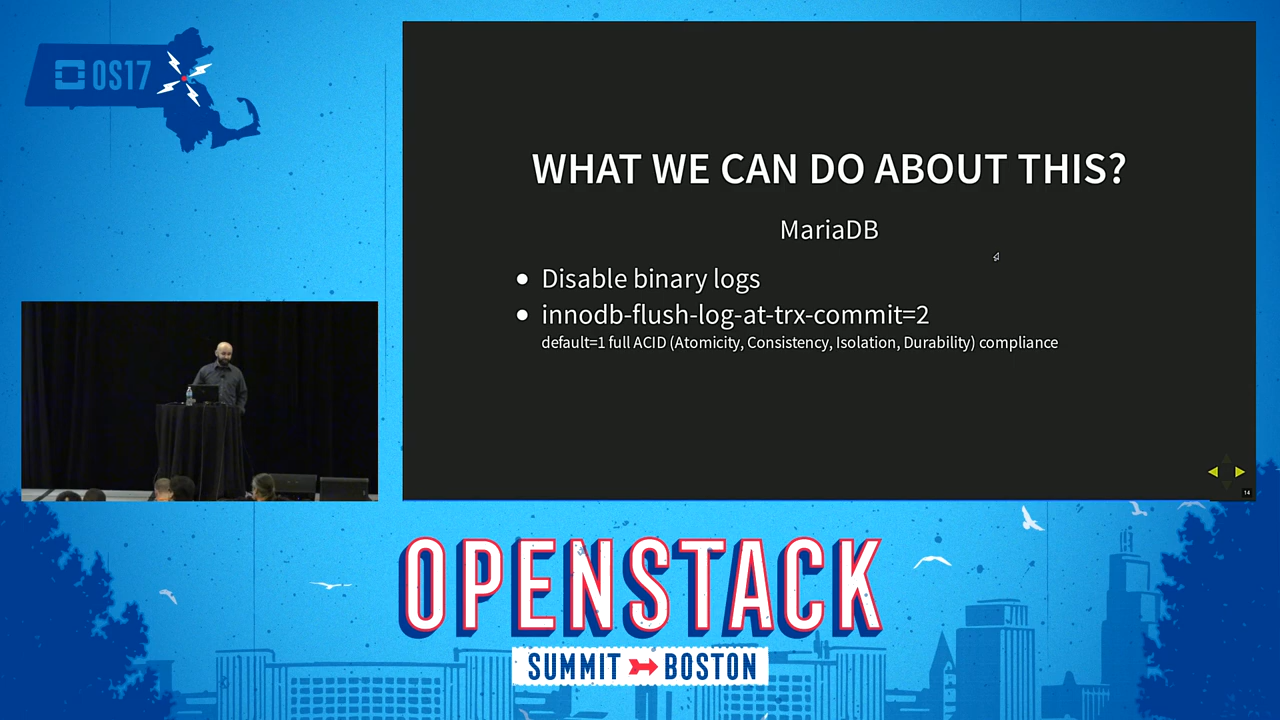 OS17
WHAT WE CAN DO ABOUT THIS?
MariaDB
Disable binary logs
innodb-flush-log-at-trx-commit=2
default=1 full ACID (Atomicity, Consistency, Isolation, Durability) compliance
14
OPENSTACK
SUMMIT BOSTON